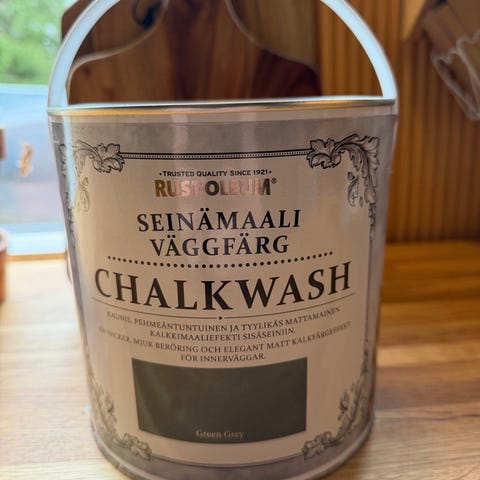 • TRUSTED QUALITY SINCE 1921 •
RUST-OLEUM®
SEINÄMAALI
VÄGGFÄRG
CHALKWASH
KAUNIS, PEHMEÄNTUNTUINEN JA TYYLIKÄS MATTAMAINEN
KALKKIMAALIEFEKTI SISÄSEINIIN.
EN VACKER, MJUK BERÖRING OCH ELEGANT MATT KALKFÄRGEFFEKT
FÖR INNERVÄGGAR.
Green Grey